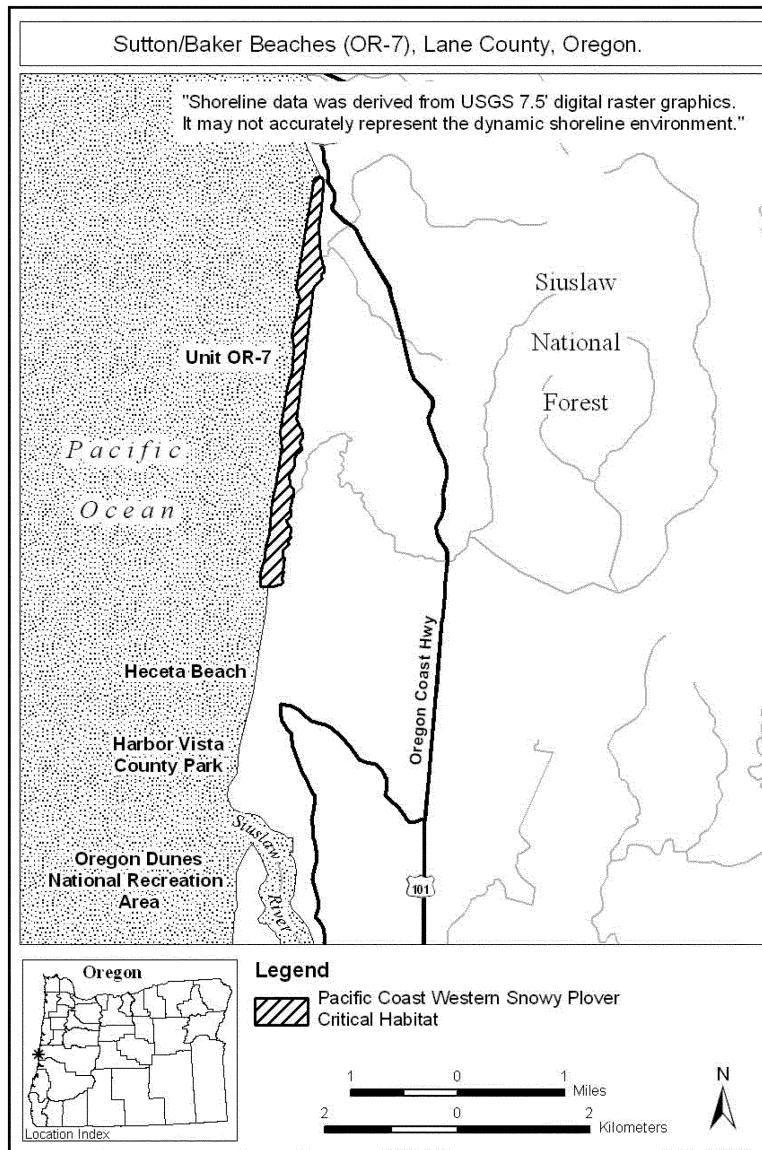 Sutton/Baker Beaches (OR-7), Lane County, Oregon.
"Shoreline data was derived from USGS 7.5' digital raster graphics.
It may not accurately represent the dynamic shoreline environment."
Siuslaw
National
Forest
Unit OR-7
Pacific
Ocean
Oregon Coast Hwy
Heceta Beach
Harbor Vista
County Park
Siuslaw
River
Oregon Dunes
National Recreation
Area
101
Oregon
Location Index
Legend
Pacific Coast Western Snowy Plover
Critical Habitat
1 0 1
Miles
2 0 2
Kilometers
N